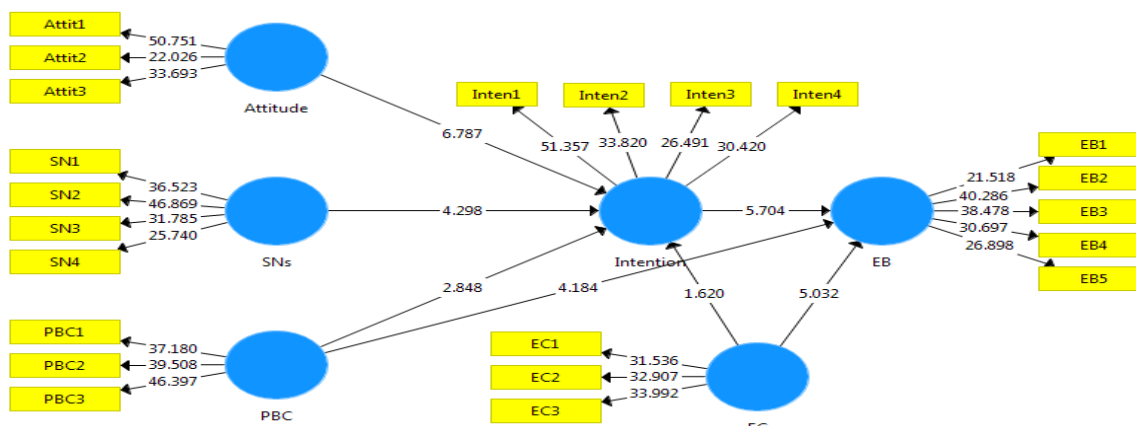 Attit1
50.751
Attit2
22.026
Attit3
33.693
Attitude
6.787
Inten1
Inten2
Inten3
Inten4
51.357
33.820
26.491
30.420
SN1
36.523
SN2
46.869
SN3
31.785
SN4
25.740
SNs
4.298
Intention
5.704
EB
EB1
21.518
EB2
40.286
EB3
38.478
EB4
30.697
EB5
26.898
2.848
4.184
1.620
5.032
PBC1
37.180
PBC2
39.508
PBC3
46.397
PBC
EC1
31.536
EC2
32.907
EC3
33.992